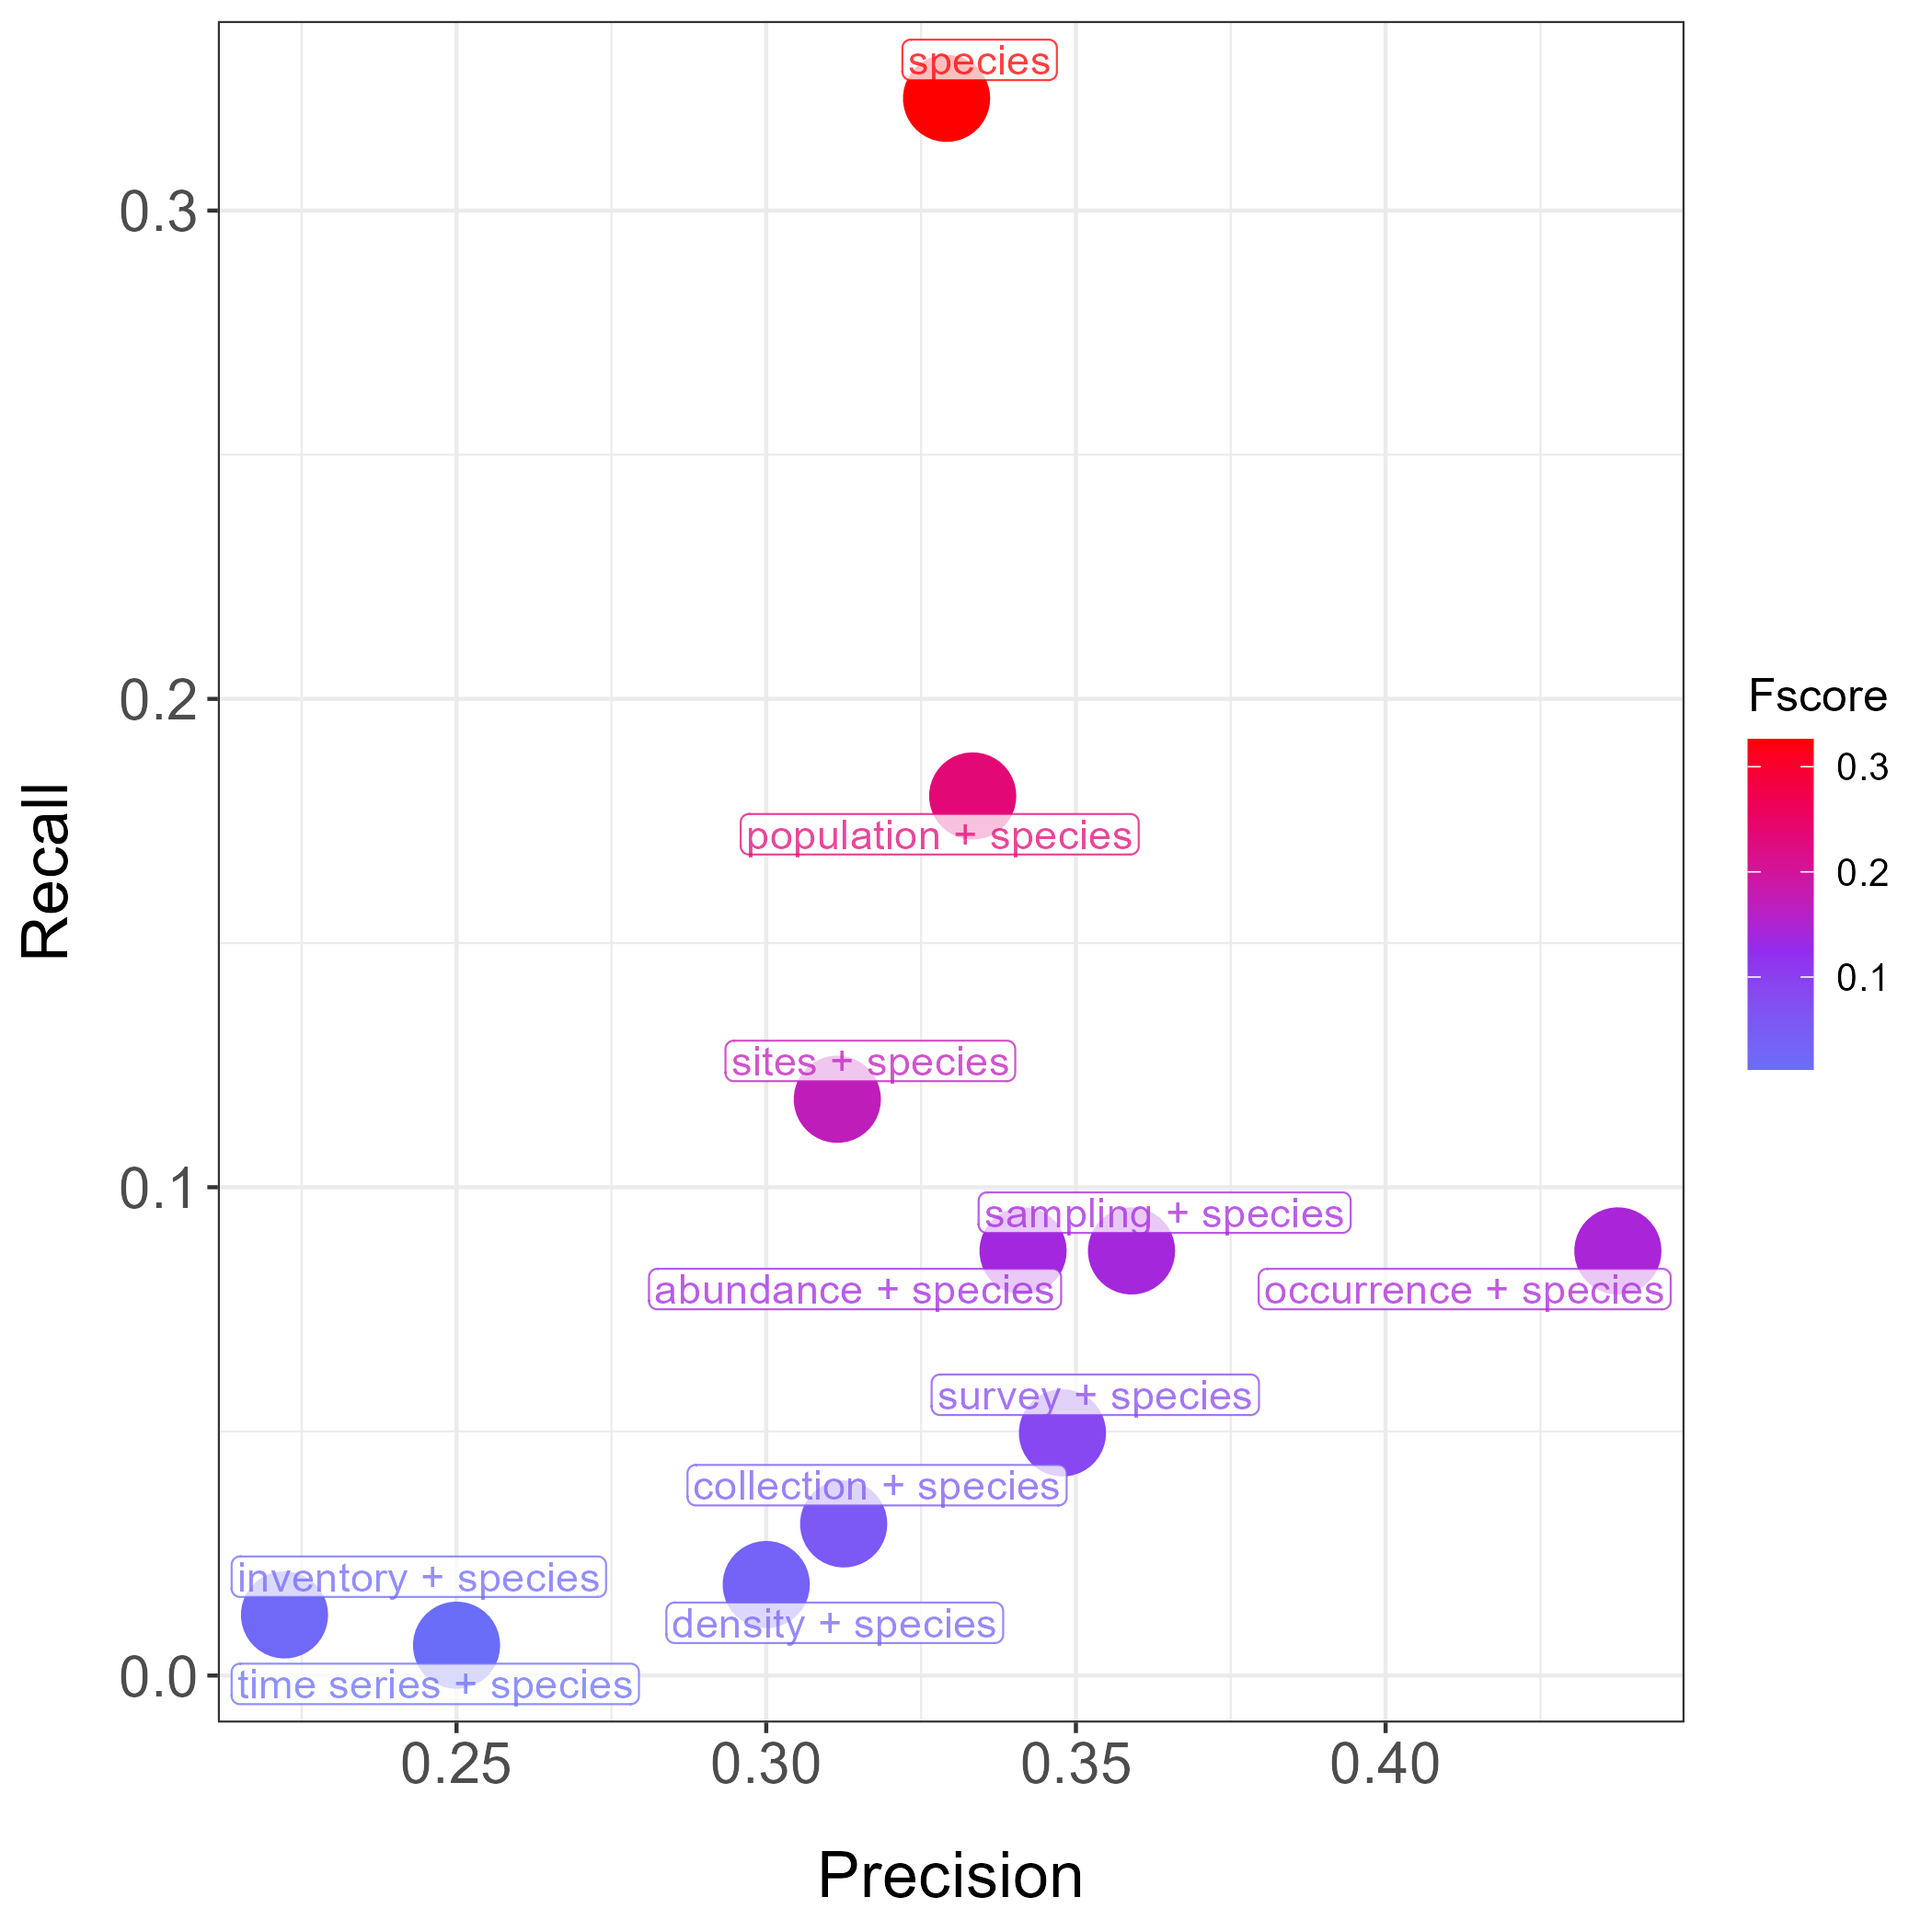 species
0.3
0.2
population + species
sites + species
0.1
sampling + species
abundance + species
occurrence + species
survey + species
collection + species
inventory + species
density + species
0.0
time series + species
0.25
0.30
0.35
0.40
Precision
Recall
Fscore
0.3
0.2
0.1